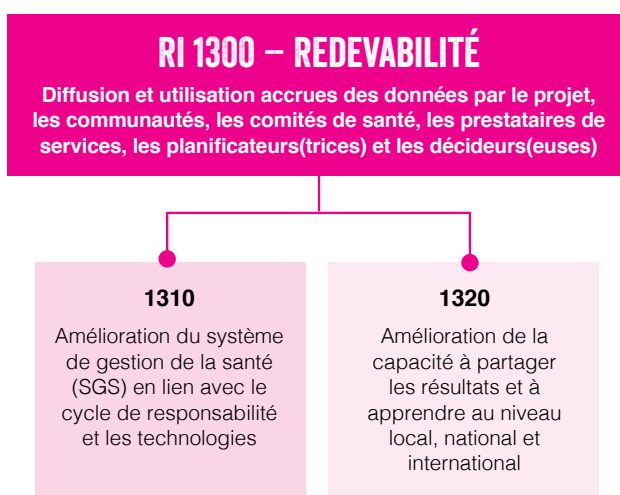 RI 1300 – REDEVABILITÉ
Diffusion et utilisation accrues des données par le projet,
les communautés, les comités de santé, les prestataires de
services, les planificateurs(trices) et les décideurs(euses)
1310
Amélioration du système
de gestion de la santé
(SGS) en lien avec le
cycle de responsabilité
et les technologies
1320
Amélioration de la
capacité à partager
les résultats et à
apprendre au niveau
local, national et
international